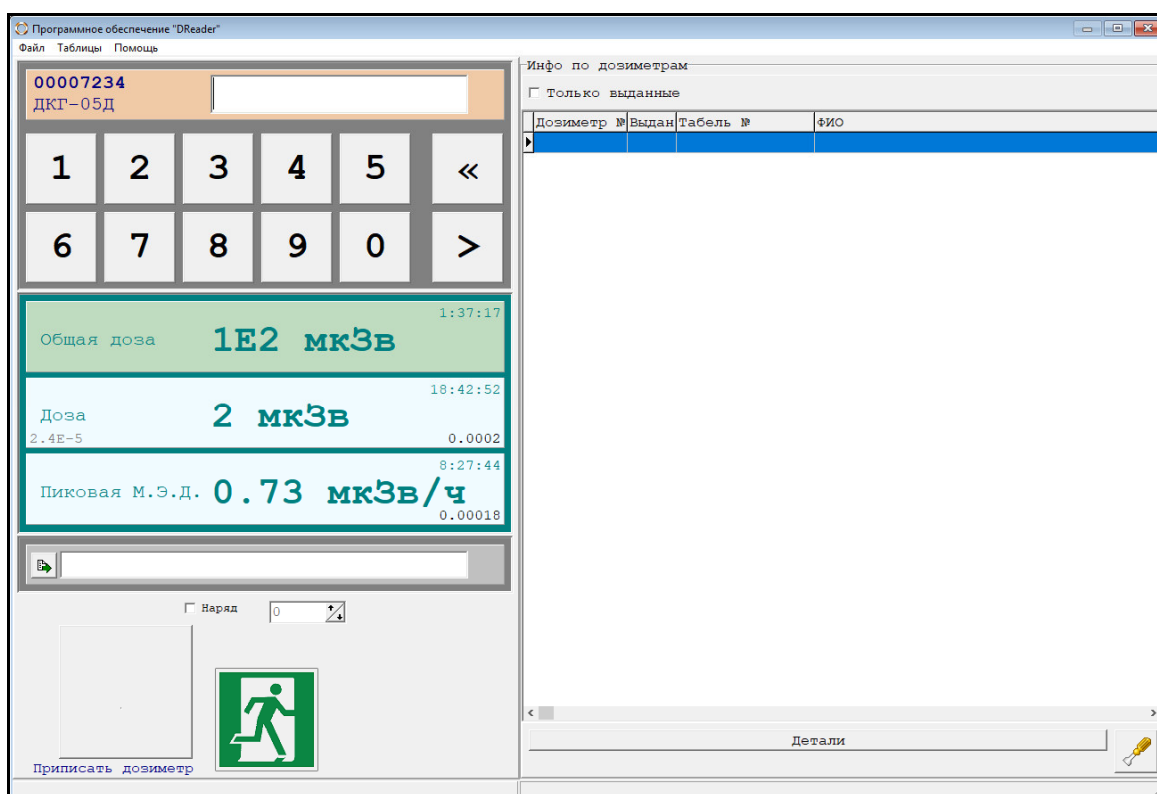 Программное обеспечение "DReader"
Файл Таблицы Помощь
00007234
ДКГ-05Д
1 2 3 4 5 «
6 7 8 9 0 >
1:37:17
Общая доза 1E2 мкЗв
18:42:52
Доза 2 мкЗв
2.4E-5 0.0002
8:27:44
Пиковая М.Э.Д. 0.73 мкЗв/ч
0.00018
Наряд 0
Приписать дозиметр
Инфо по дозиметрам
Только выданные
Дозиметр № Выдан Табель № ФИО
Детали